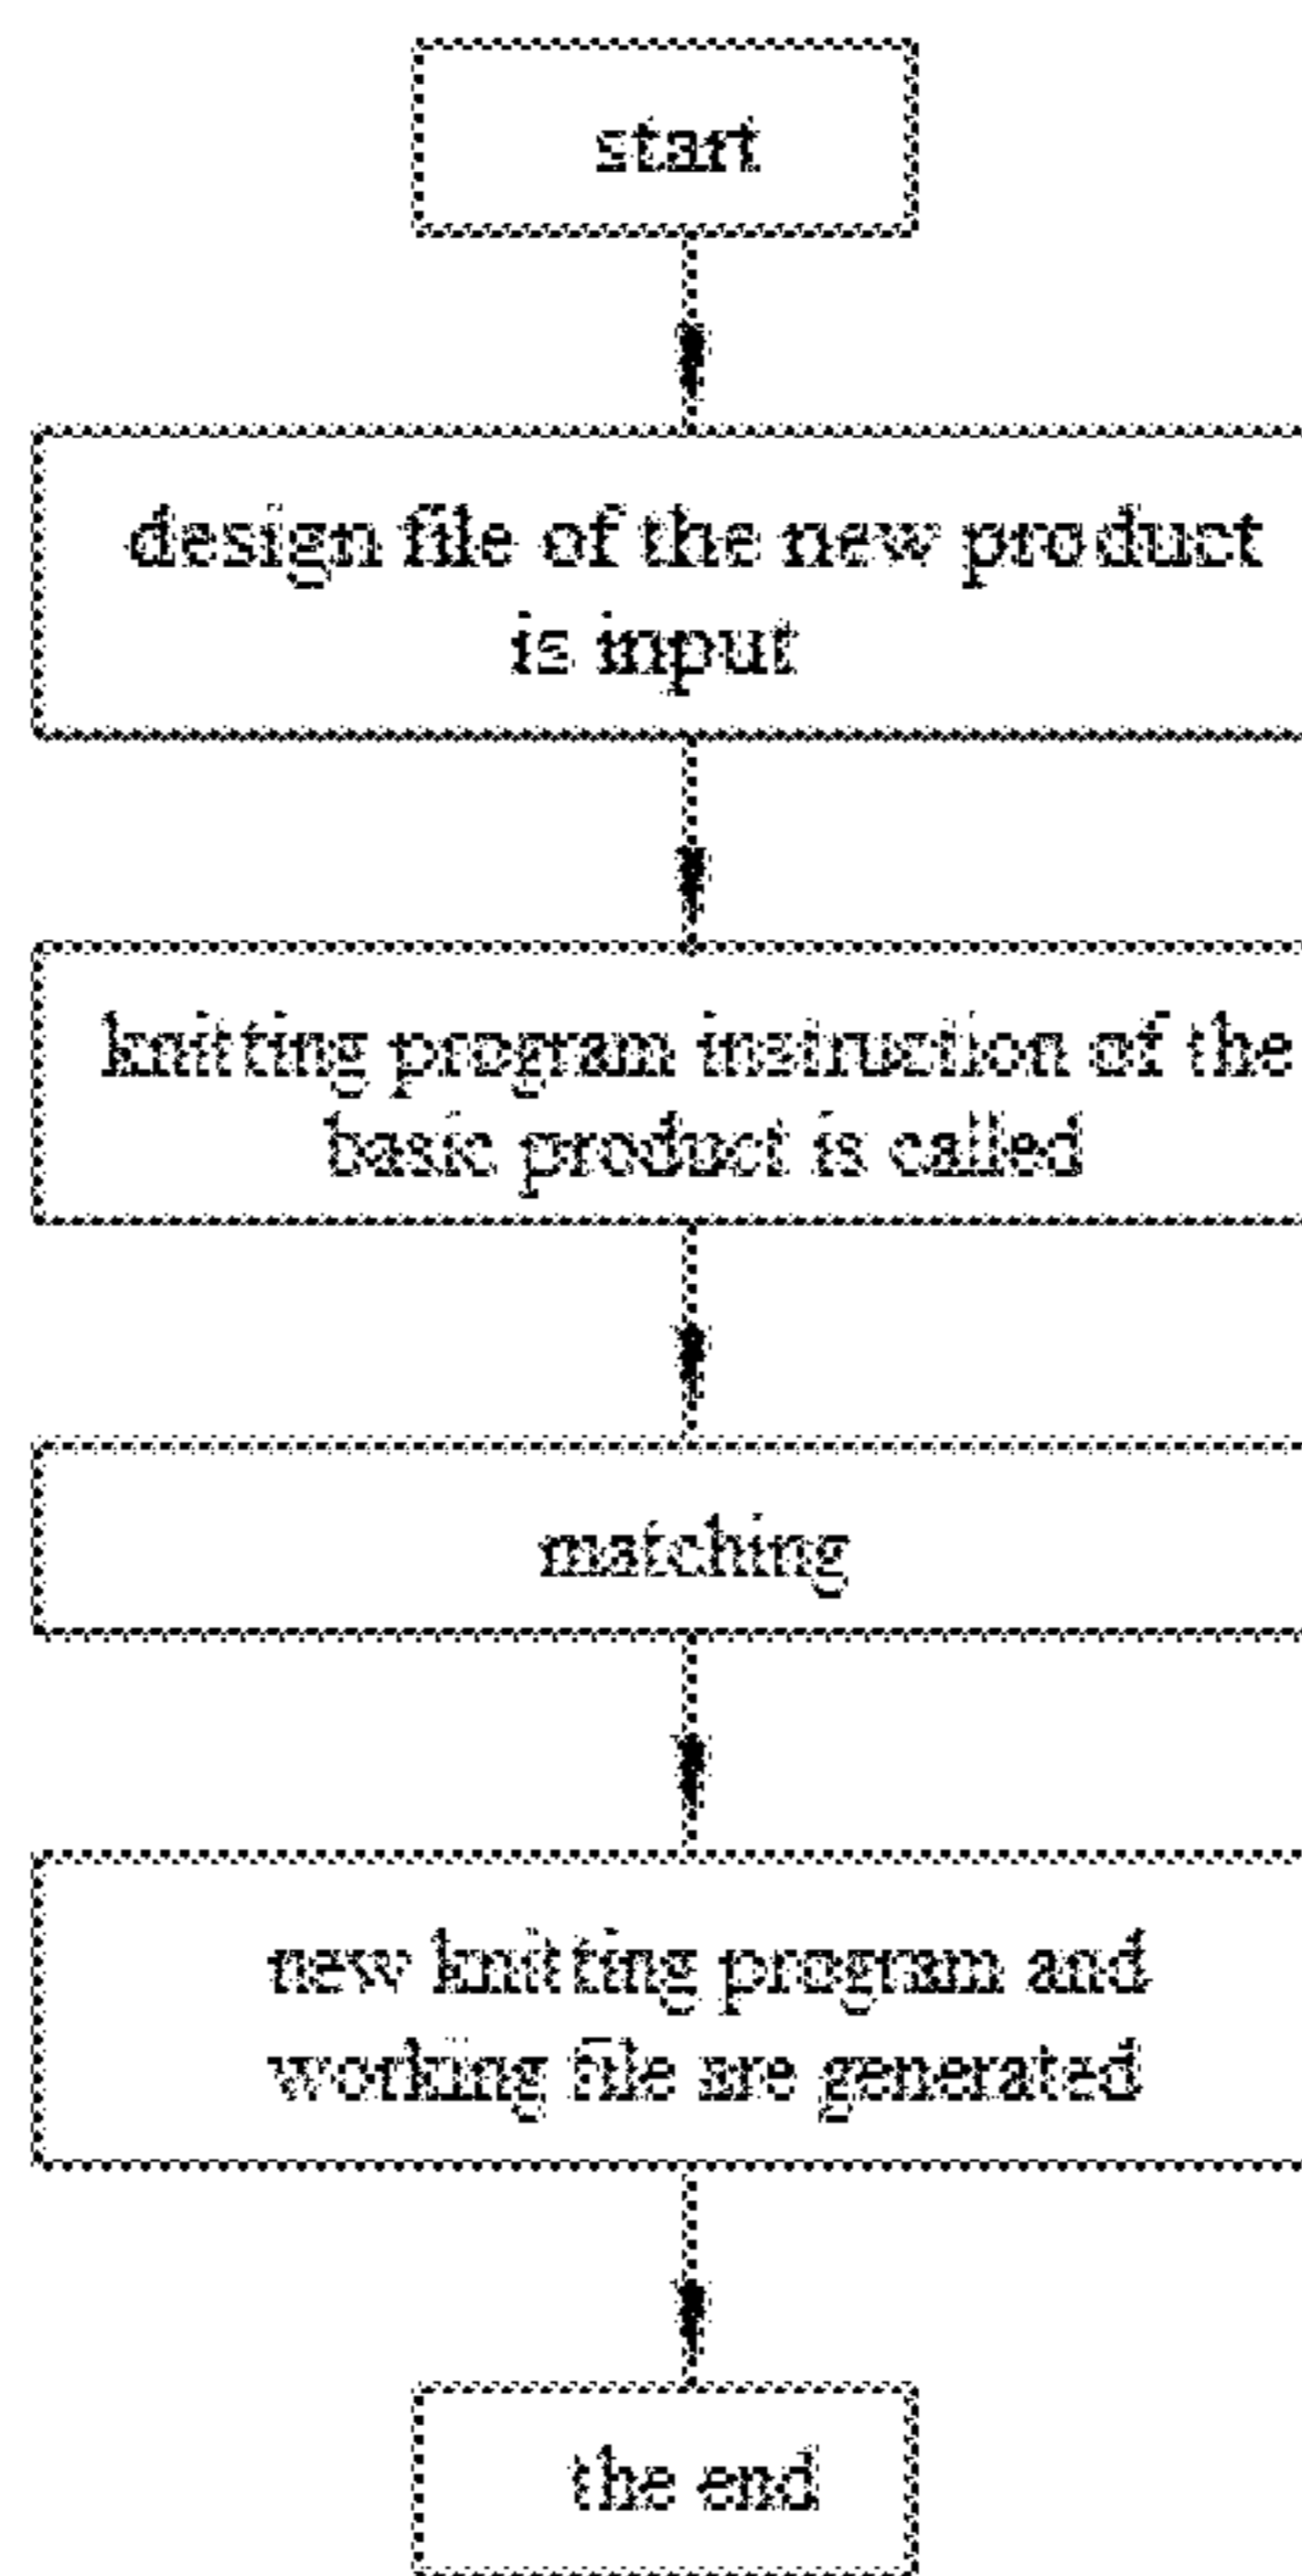 start
design file of the new product
is input
knitting program instruction of the
basic product is called
matching
new knitting program and
working file are generated
the end